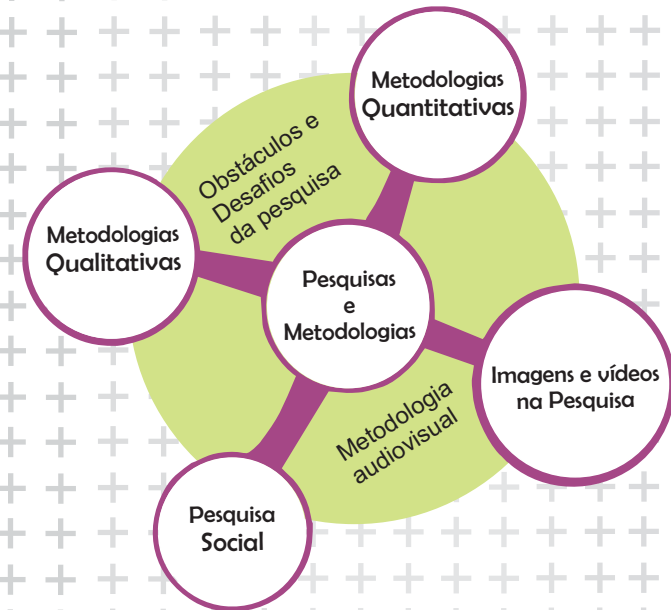 Metodologias
Quantitativas
Obstáculos e
Desafios
da pesquisa
Metodologias
Qualitativas
Pesquisas
e
Metodologias
Imagens e vídeos
na Pesquisa
Metodologia
audiovisual
Pesquisa
Social